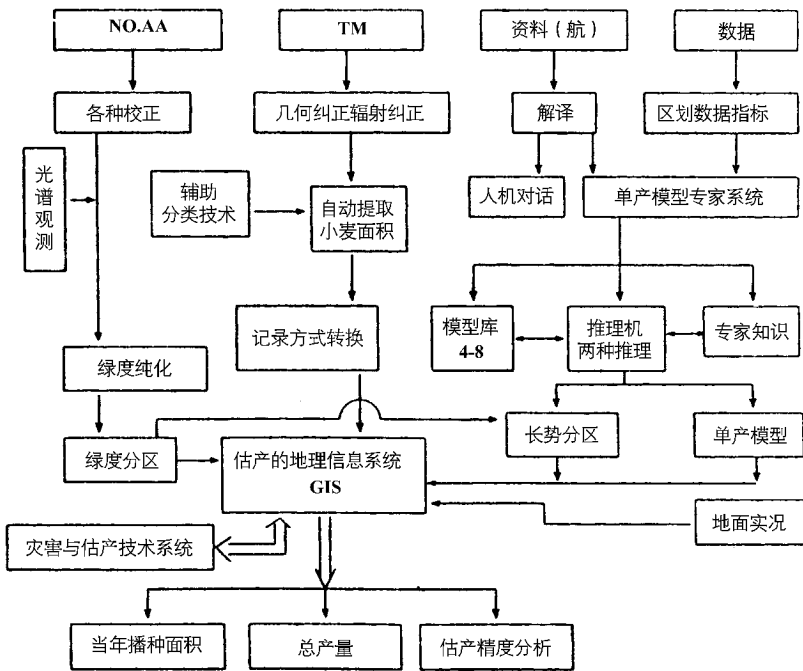 NO.AA
TM
资料(航)
数据
各种校正
几何纠正辐射纠正
解译
区划数据指标
光
谱
观
测
辅助
分类技术
自动提取
小麦面积
人机对话
单产模型专家系统
记录方式转换
模型库
4-8
推理机
两种推理
专家知识
绿度纯化
绿度分区
估产的地理信息系统
GIS
长势分区
单产模型
灾害与估产技术系统
地面实况
当年播种面积
总产量
估产精度分析